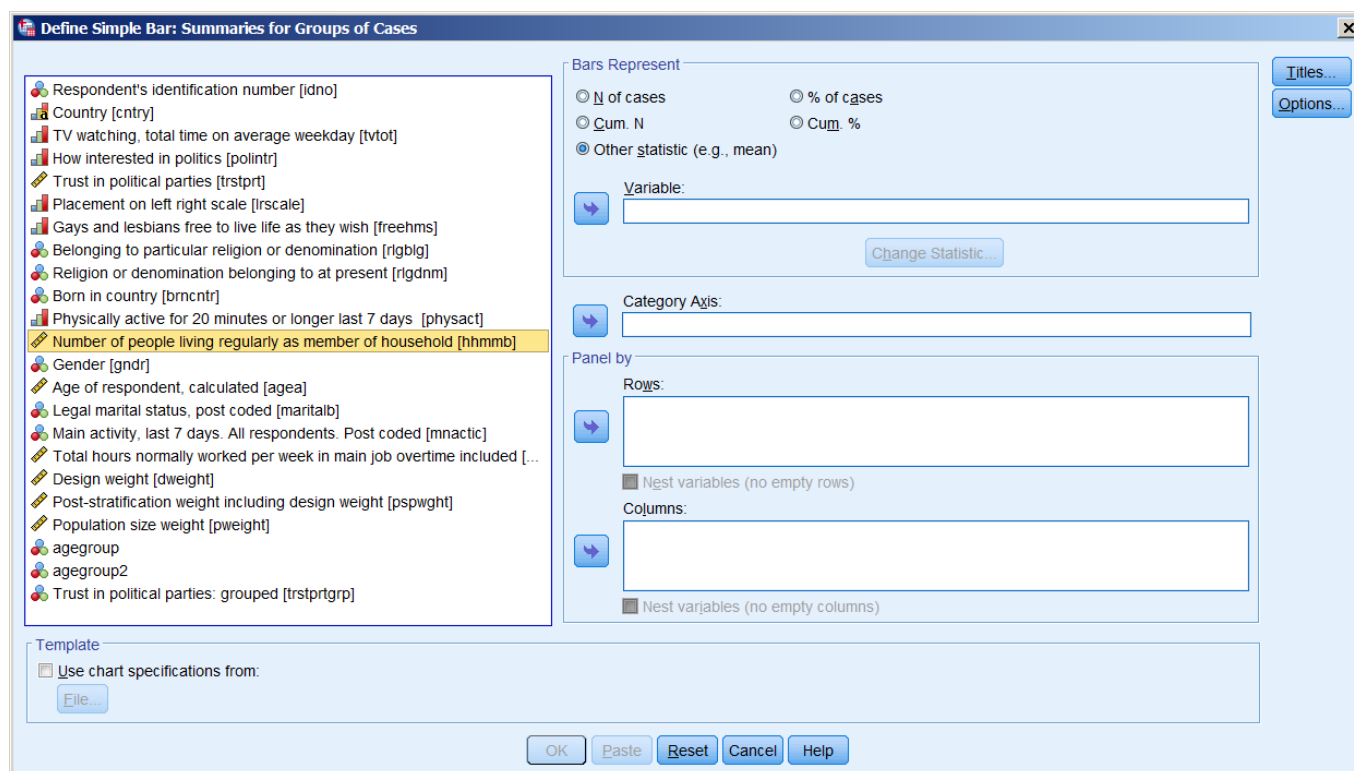 Define Simple Bar: Summaries for Groups of Cases
Respondent's identification number [idno]
Country [cntry]
TV watching, total time on average weekday [tvtot]
How interested in politics [polintr]
Trust in political parties [trstprt]
Placement on left right scale [lrscale]
Gays and lesbians free to live life as they wish [freehms]
Belonging to particular religion or denomination [rlgblg]
Religion or denomination belonging to at present [rlgdnm]
Born in country [brncntr]
Physically active for 20 minutes or longer last 7 days [physact]
Number of people living regularly as member of household [hhmmb]
Gender [gndr]
Age of respondent, calculated [agea]
Legal marital status, post coded [maritalb]
Main activity, last 7 days. All respondents. Post coded [mnactic]
Total hours normally worked per week in main job overtime included [...
Design weight [dweight]
Post-stratification weight including design weight [pspwght]
Population size weight [pweight]
agegroup
agegroup2
Trust in political parties: grouped [trstprtgrp]
Bars Represent
N of cases
% of cases
Cum. N
Cum. %
Other statistic (e.g., mean)
Variable:
Change Statistic...
Category Axis:
Panel by
Rows:
Nest variables (no empty rows)
Columns:
Nest variables (no empty columns)
Titles...
Options...
Template
Use chart specifications from:
File...
OK
Paste
Reset
Cancel
Help